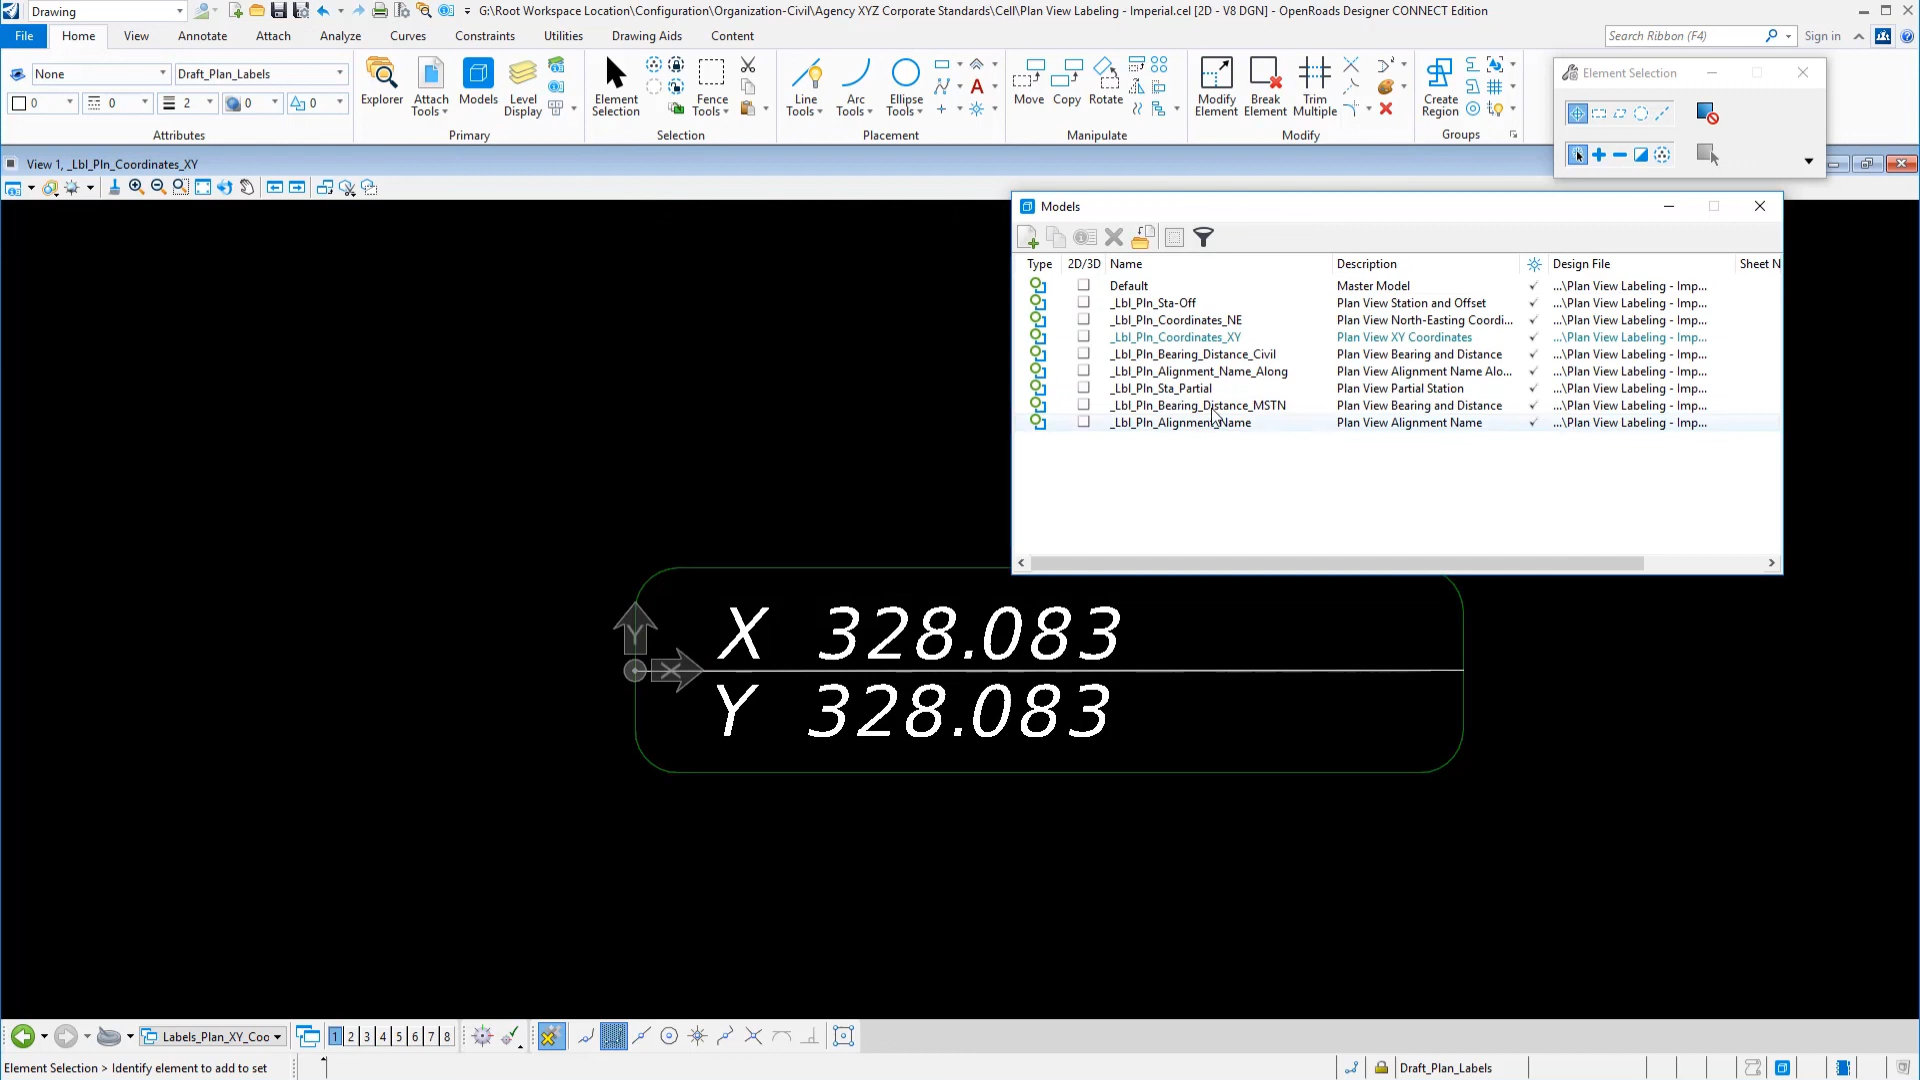 Drawing
G:\Root Workspace Location\Configuration\Organization-Civil\Agency XYZ Corporate Standards\Cell\Plan View Labeling - Imperial.cel [2D - V8 DGN] - OpenRoads Designer CONNECT Edition
File Home View Annotate Attach Analyze Curves Constraints Utilities Drawing Aids Content
Search Ribbon (F4)
Sign in
None
Draft_Plan_Labels
0 0 2 0 0
Attributes
Explorer
Attach Tools
Models
Level Display
Primary
Element Selection
Fence Tools
Selection
Line Tools
Arc Tools
Ellipse Tools
Placement
Move
Copy
Rotate
Manipulate
Modify Element
Break Element
Trim Multiple
Modify
Create Region
Groups
Element Selection
View 1, _Lbl_Pln_Coordinates_XY
Models
Type 2D/3D Name Description Design File Sheet N
Default Master Model ...\Plan View Labeling - Imp...
_Lbl_Pln_Sta-Off Plan View Station and Offset ...\Plan View Labeling - Imp...
_Lbl_Pln_Coordinates_NE Plan View North-Easting Coordi... ...\Plan View Labeling - Imp...
_Lbl_Pln_Coordinates_XY Plan View XY Coordinates ...\Plan View Labeling - Imp...
_Lbl_Pln_Bearing_Distance_Civil Plan View Bearing and Distance ...\Plan View Labeling - Imp...
_Lbl_Pln_Alignment_Name_Along Plan View Alignment Name Alo... ...\Plan View Labeling - Imp...
_Lbl_Pln_Sta_Partial Plan View Partial Station ...\Plan View Labeling - Imp...
_Lbl_Pln_Bearing_Distance_MSTN Plan View Bearing and Distance ...\Plan View Labeling - Imp...
_Lbl_Pln_Alignment_Name Plan View Alignment Name ...\Plan View Labeling - Imp...
X 328.083
Y 328.083
Y
X
Labels_Plan_XY_Coo
1 2 3 4 5 6 7 8
Element Selection > Identify element to add to set
Draft_Plan_Labels